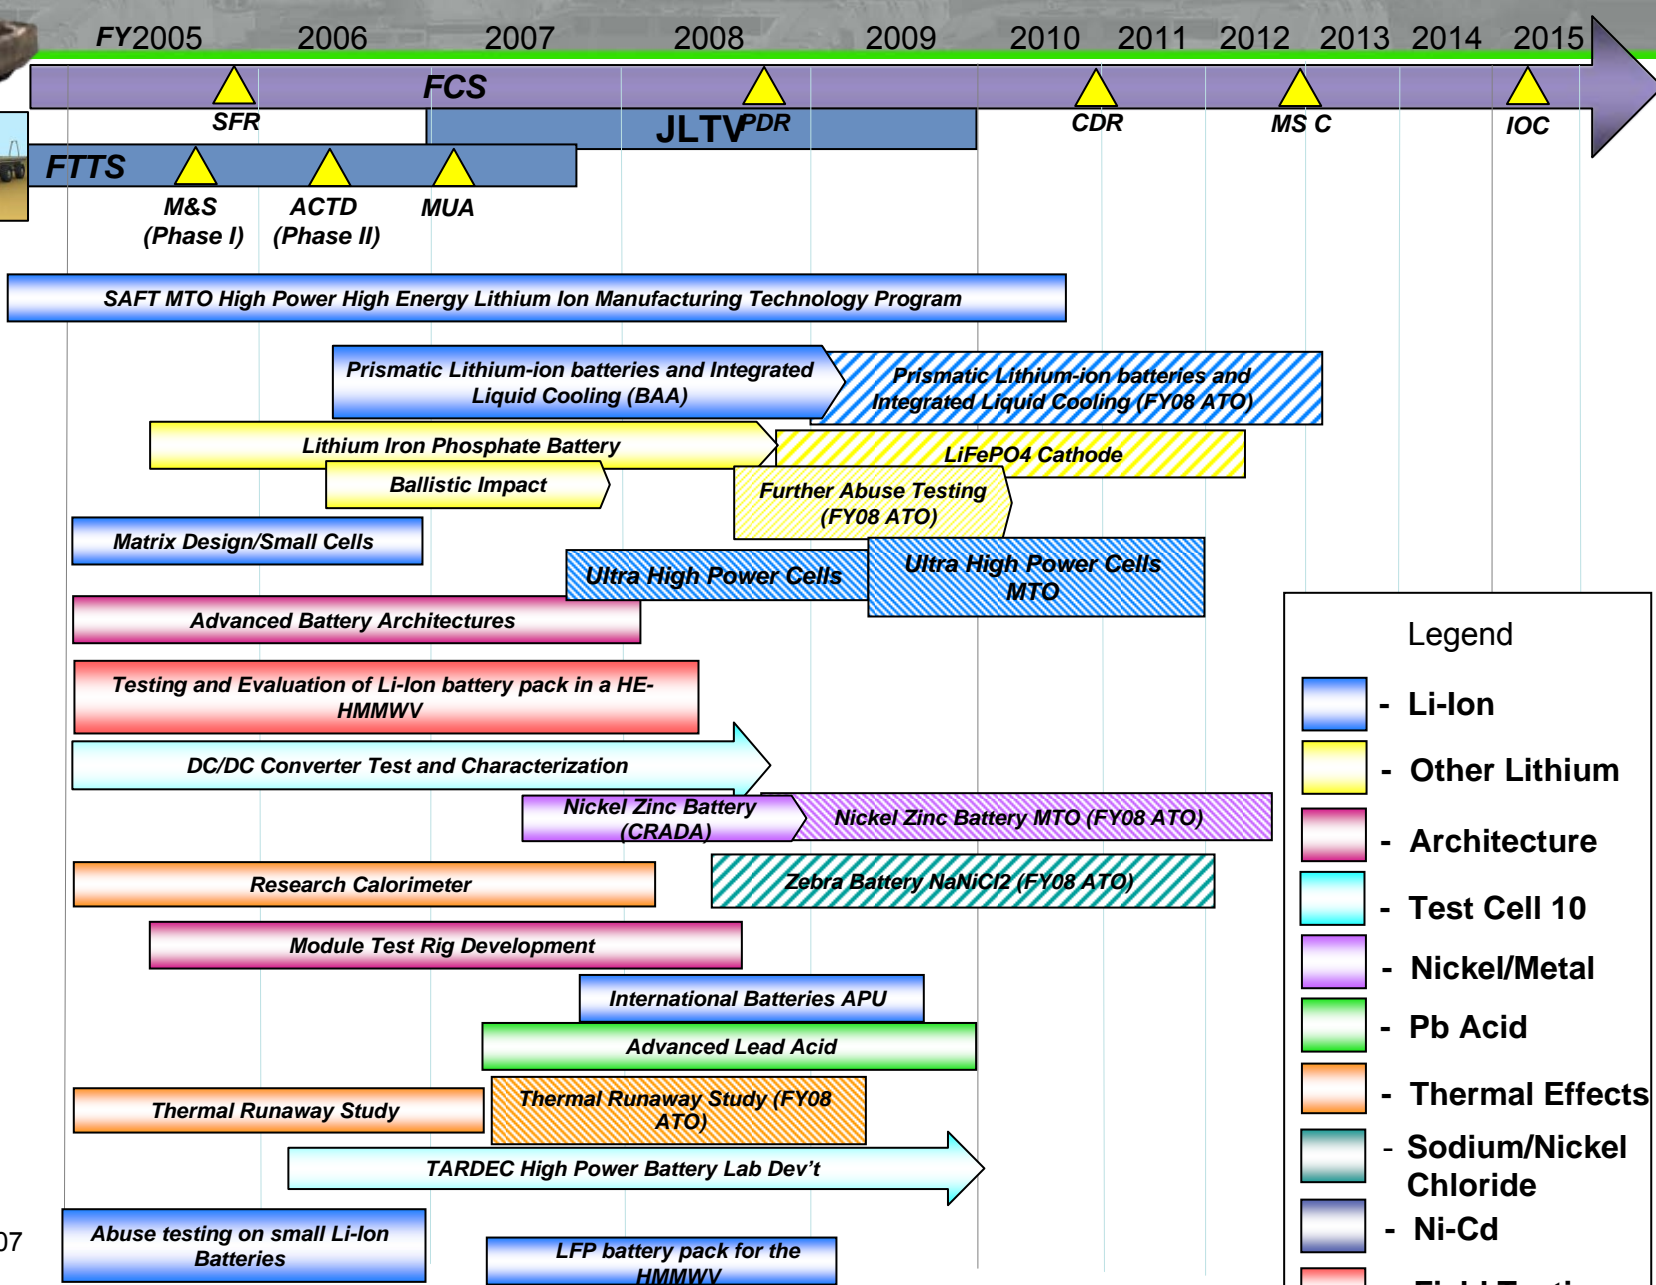 FY2005 2006 2007 2008 2009 2010 2011 2012 2013 2014 2015
FCS
SFR PDR CDR MS C IOC
JLTV
FTTS
M&S
(Phase I)
ACTD
(Phase II)
MUA
SAFT MTO High Power High Energy Lithium Ion Manufacturing Technology Program
Prismatic Lithium-ion batteries and Integrated
Liquid Cooling (BAA)
Prismatic Lithium-ion batteries and
Integrated Liquid Cooling (FY08 ATO)
Lithium Iron Phosphate Battery
LiFePO4 Cathode
Ballistic Impact
Further Abuse Testing
(FY08 ATO)
Matrix Design/Small Cells
Ultra High Power Cells
Ultra High Power Cells
MTO
Advanced Battery Architectures
Testing and Evaluation of Li-Ion battery pack in a HE-
HMMWV
DC/DC Converter Test and Characterization
Nickel Zinc Battery
(CRADA)
Nickel Zinc Battery MTO (FY08 ATO)
Research Calorimeter
Zebra Battery NaNiCl2 (FY08 ATO)
Module Test Rig Development
International Batteries APU
Advanced Lead Acid
Thermal Runaway Study
Thermal Runaway Study (FY08
ATO)
TARDEC High Power Battery Lab Dev't
Abuse testing on small Li-Ion
Batteries
LFP battery pack for the
HMMWV
07
Legend
- Li-Ion
- Other Lithium
- Architecture
- Test Cell 10
- Nickel/Metal
- Pb Acid
- Thermal Effects
- Sodium/Nickel
Chloride
- Ni-Cd